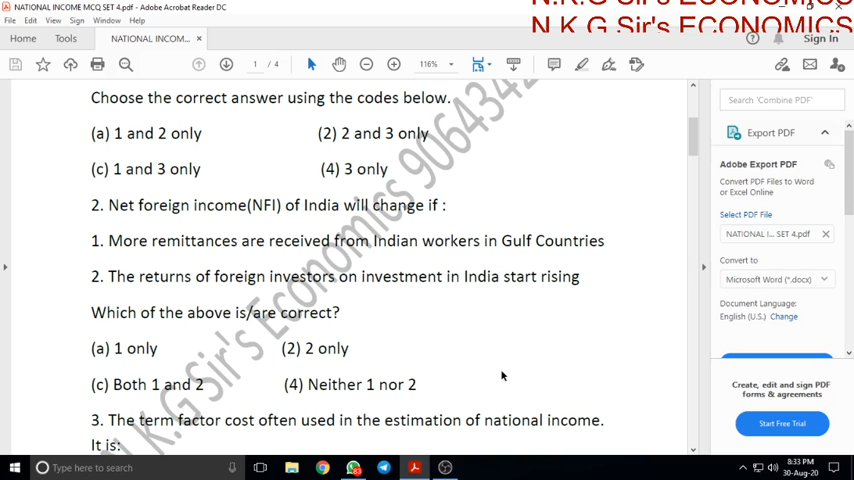 N.K.G Sir's ECONOMICS
NATIONAL INCOME MCQ SET 4.pdf - Adobe Acrobat Reader DC
N.K.G Sir's ECONOMICS
File Edit View Sign Window Help
Home Tools NATIONAL INCOM... × Sign In
1 / 4 116%
Choose the correct answer using the codes below.
(a) 1 and 2 only (2) 2 and 3 only
(c) 1 and 3 only (4) 3 only
2. Net foreign income(NFI) of India will change if :
1. More remittances are received from Indian workers in Gulf Countries
2. The returns of foreign investors on investment in India start rising
Which of the above is/are correct?
(a) 1 only (2) 2 only
(c) Both 1 and 2 (4) Neither 1 nor 2
3. The term factor cost often used in the estimation of national income.
It is:
N.K.G Sir's Economics 9064342
Search 'Combine PDF'
Export PDF
Adobe Export PDF
Convert PDF Files to Word
or Excel Online
Select PDF File
NATIONAL I... SET 4.pdf ×
Convert to
Microsoft Word (*.docx)
Document Language:
English (U.S.) Change
Create, edit and sign PDF
forms & agreements
Start Free Trial
Type here to search
63
8:33 PM
30-Aug-20